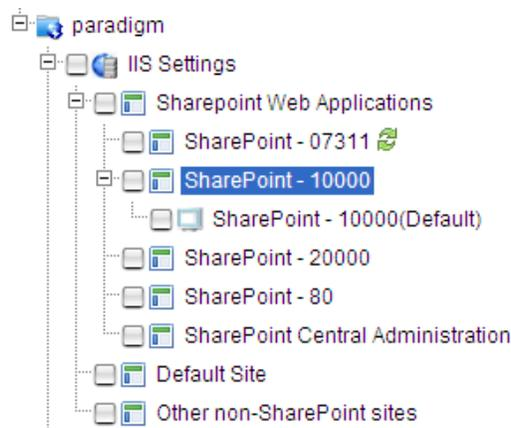 paradigm
IIS Settings
Sharepoint Web Applications
SharePoint - 07311
SharePoint - 10000
SharePoint - 10000(Default)
SharePoint - 20000
SharePoint - 80
SharePoint Central Administration
Default Site
Other non-SharePoint sites